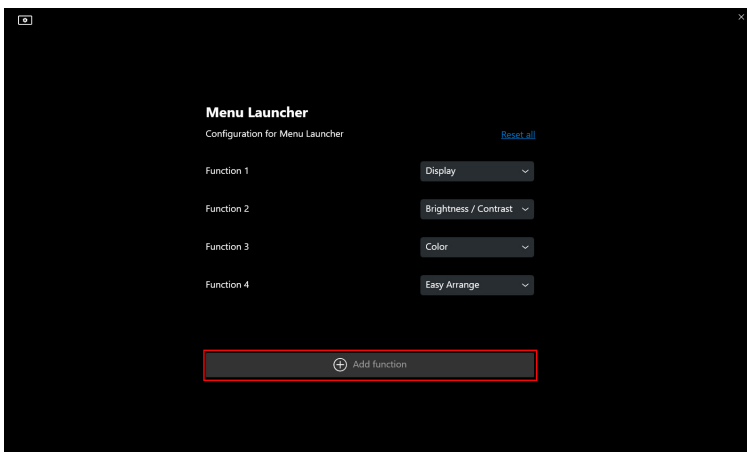 Menu Launcher
Configuration for Menu Launcher Reset all
Function 1 Display
Function 2 Brightness / Contrast
Function 3 Color
Function 4 Easy Arrange
Add function